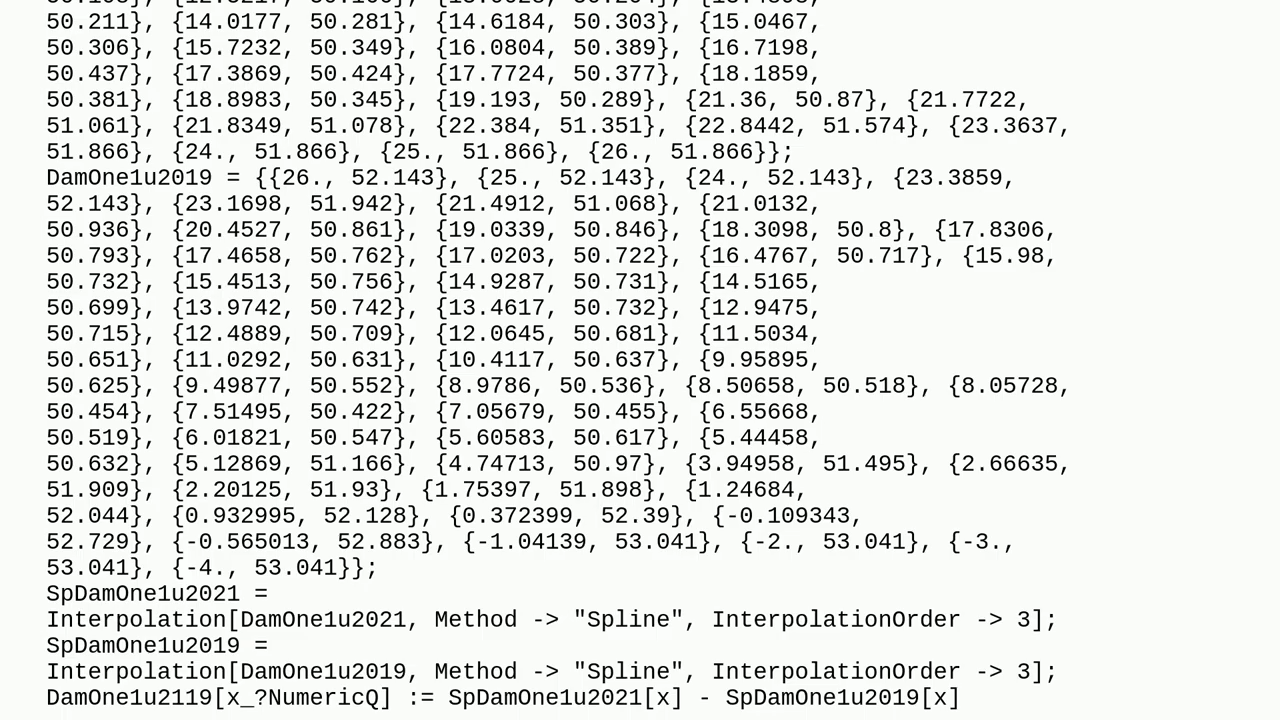 50.211}, {14.0177, 50.281}, {14.6184, 50.303}, {15.0467,
50.306}, {15.7232, 50.349}, {16.0804, 50.389}, {16.7198,
50.437}, {17.3869, 50.424}, {17.7724, 50.377}, {18.1859,
50.381}, {18.8983, 50.345}, {19.193, 50.289}, {21.36, 50.87}, {21.7722,
51.061}, {21.8349, 51.078}, {22.384, 51.351}, {22.8442, 51.574}, {23.3637,
51.866}, {24., 51.866}, {25., 51.866}, {26., 51.866}};
DamOne1u2019 = {{26., 52.143}, {25., 52.143}, {24., 52.143}, {23.3859,
52.143}, {23.1698, 51.942}, {21.4912, 51.068}, {21.0132,
50.936}, {20.4527, 50.861}, {19.0339, 50.846}, {18.3098, 50.8}, {17.8306,
50.793}, {17.4658, 50.762}, {17.0203, 50.722}, {16.4767, 50.717}, {15.98,
50.732}, {15.4513, 50.756}, {14.9287, 50.731}, {14.5165,
50.699}, {13.9742, 50.742}, {13.4617, 50.732}, {12.9475,
50.715}, {12.4889, 50.709}, {12.0645, 50.681}, {11.5034,
50.651}, {11.0292, 50.631}, {10.4117, 50.637}, {9.95895,
50.625}, {9.49877, 50.552}, {8.9786, 50.536}, {8.50658, 50.518}, {8.05728,
50.454}, {7.51495, 50.422}, {7.05679, 50.455}, {6.55668,
50.519}, {6.01821, 50.547}, {5.60583, 50.617}, {5.44458,
50.632}, {5.12869, 51.166}, {4.74713, 50.97}, {3.94958, 51.495}, {2.66635,
51.909}, {2.20125, 51.93}, {1.75397, 51.898}, {1.24684,
52.044}, {0.932995, 52.128}, {0.372399, 52.39}, {-0.109343,
52.729}, {-0.565013, 52.883}, {-1.04139, 53.041}, {-2., 53.041}, {-3.,
53.041}, {-4., 53.041}};
SpDamOne1u2021 =
Interpolation[DamOne1u2021, Method -> "Spline", InterpolationOrder -> 3];
SpDamOne1u2019 =
Interpolation[DamOne1u2019, Method -> "Spline", InterpolationOrder -> 3];
DamOne1u2119[x_?NumericQ] := SpDamOne1u2021[x] - SpDamOne1u2019[x]